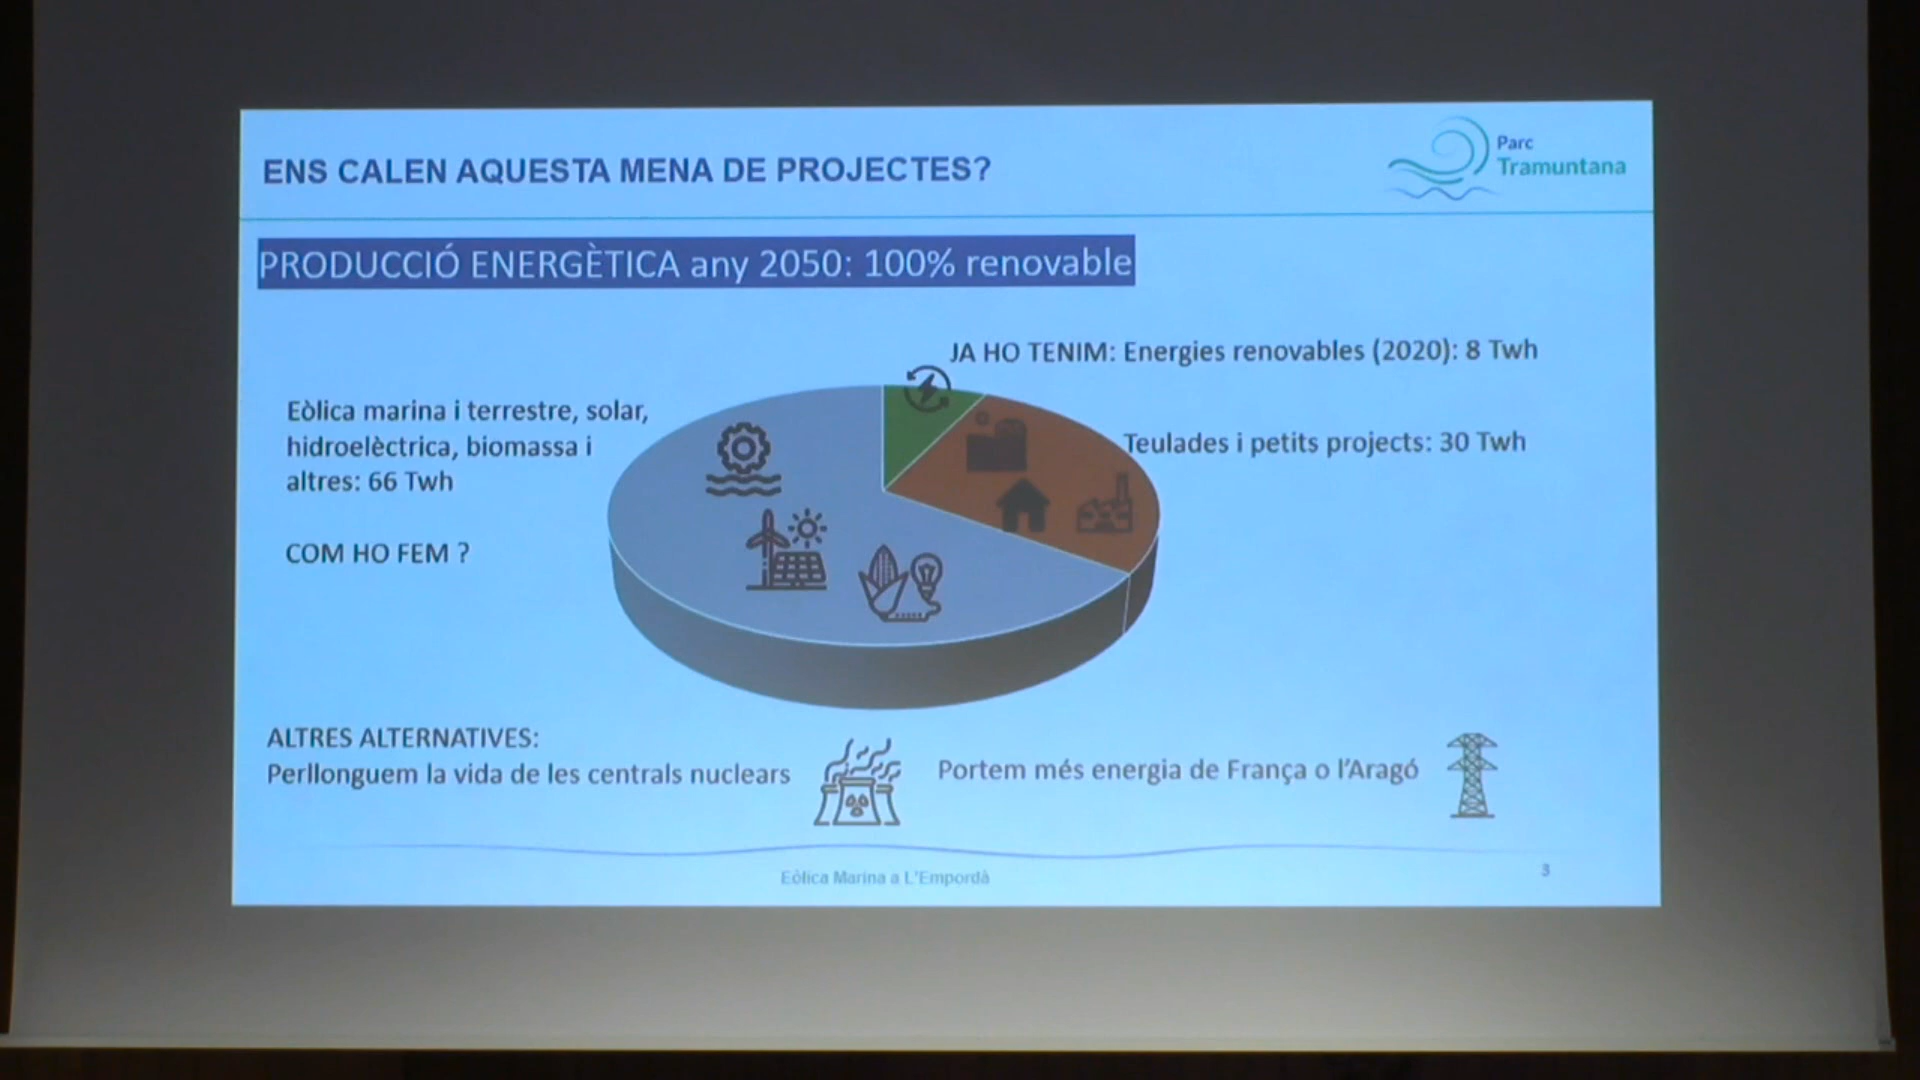 ENS CALEN AQUESTA MENA DE PROJECTES?
Parc
Tramuntana
PRODUCCIÓ ENERGÈTICA any 2050: 100% renovable
JA HO TENIM: Energies renovables (2020): 8 Twh
Eòlica marina i terrestre, solar,
hidroelèctrica, biomassa i
altres: 66 Twh
Teulades i petits projects: 30 Twh
COM HO FEM ?
ALTRES ALTERNATIVES:
Perllonguem la vida de les centrals nuclears
Portem més energia de França o l'Aragó
Eòlica Marina a L'Empordà
3